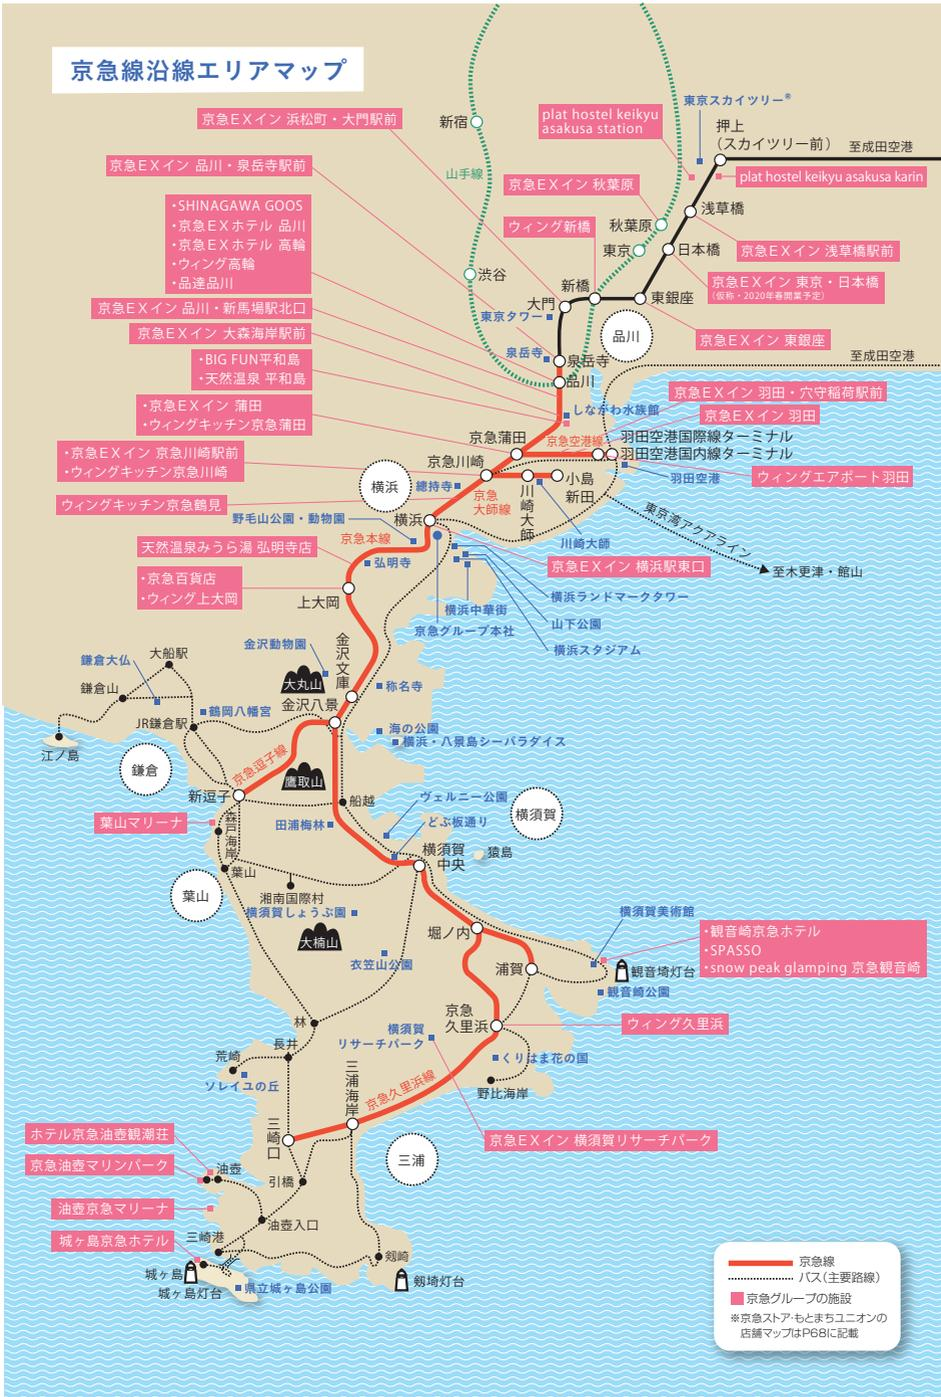 京急線沿線エリアマップ
東京スカイツリー®
京急EXイン 浜松町・大門駅前
新宿
plat hostel keikyu
asakusa station
押上
(スカイツリー前)
至成田空港
京急EXイン 品川・泉岳寺駅前
山手線
京急EXイン 秋葉原
plat hostel keikyu asakusa karin
・SHINAGAWA GOOS
・京急EXホテル 品川
・京急EXホテル 高輪
・ウィング高輪
・品達品川
ウィング新橋
秋葉原
浅草橋
東京
日本橋
京急EXイン 浅草橋駅前
渋谷
新橋
京急EXイン 東京・日本橋
(仮称・2020年春開業予定)
京急EXイン 品川・新馬場駅北口
大門
東銀座
東京タワー
京急EXイン 大森海岸駅前
品川
京急EXイン 東銀座
・BIG FUN平和島
・天然温泉 平和島
泉岳寺
泉岳寺
至成田空港
品川
京急EXイン 羽田・穴守稲荷駅前
・京急EXイン 蒲田
・ウィングキッチン京急蒲田
しながわ水族館
京急EXイン 羽田
京急蒲田
京急空港線
羽田空港国際線ターミナル
羽田空港国内線ターミナル
・京急EXイン 京急川崎駅前
・ウィングキッチン京急川崎
京急川崎
羽田空港
ウィングエアポート羽田
横浜
總持寺
京急
大師線
川崎大師
小島
新田
ウィングキッチン京急鶴見
野毛山公園・動物園
横浜
東京湾アクアライン
京急本線
天然温泉みうら湯 弘明寺店
川崎大師
弘明寺
京急EXイン 横浜駅東口
至木更津・館山
・京急百貨店
・ウィング上大岡
上大岡
横浜中華街
横浜ランドマークタワー
京急グループ本社
山下公園
横浜スタジアム
金沢動物園
金沢文庫
大船駅
鎌倉大仏
大丸山
称名寺
鎌倉山
金沢八景
鶴岡八幡宮
JR鎌倉駅
海の公園
横浜・八景島シーパラダイス
江ノ島
鎌倉
京急逗子線
鷹取山
新逗子
船越
ヴェルニー公園
横須賀
葉山マリーナ
森戸海岸
田浦梅林
どぶ板通り
横須賀
中央
猿島
葉山
葉山
湘南国際村
横須賀しょうぶ園
横須賀美術館
堀ノ内
大楠山
・観音崎京急ホテル
・SPASSO
・snow peak glamping 京急観音崎
衣笠山公園
浦賀
観音埼灯台
観音崎公園
京急
久里浜
林
横須賀
リサーチパーク
ウィング久里浜
長井
荒崎
くりはま花の国
ソレイユの丘
三浦海岸
京急久里浜線
野比海岸
三崎口
ホテル京急油壺観潮荘
京急EXイン 横須賀リサーチパーク
三浦
京急油壺マリンパーク
油壺
引橋
油壺京急マリーナ
油壺入口
三崎港
城ヶ島京急ホテル
剱崎
城ヶ島
城ヶ島灯台
県立城ヶ島公園
剱埼灯台
京急線
バス(主要路線)
京急グループの施設
※京急ストア・もとまちユニオンの
店舗マップはP68に記載